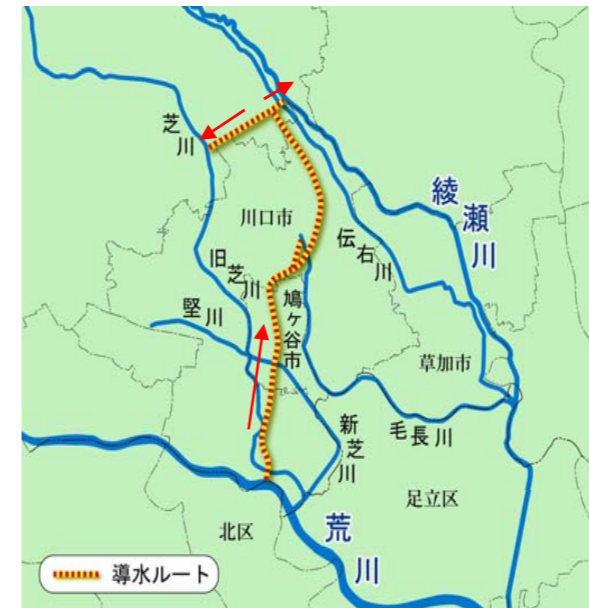 芝川
綾瀬川
川口市
伝右川
旧芝川
鳩ヶ谷市
堅川
草加市
新芝川
毛長川
足立区
北区
荒川
導水ルート